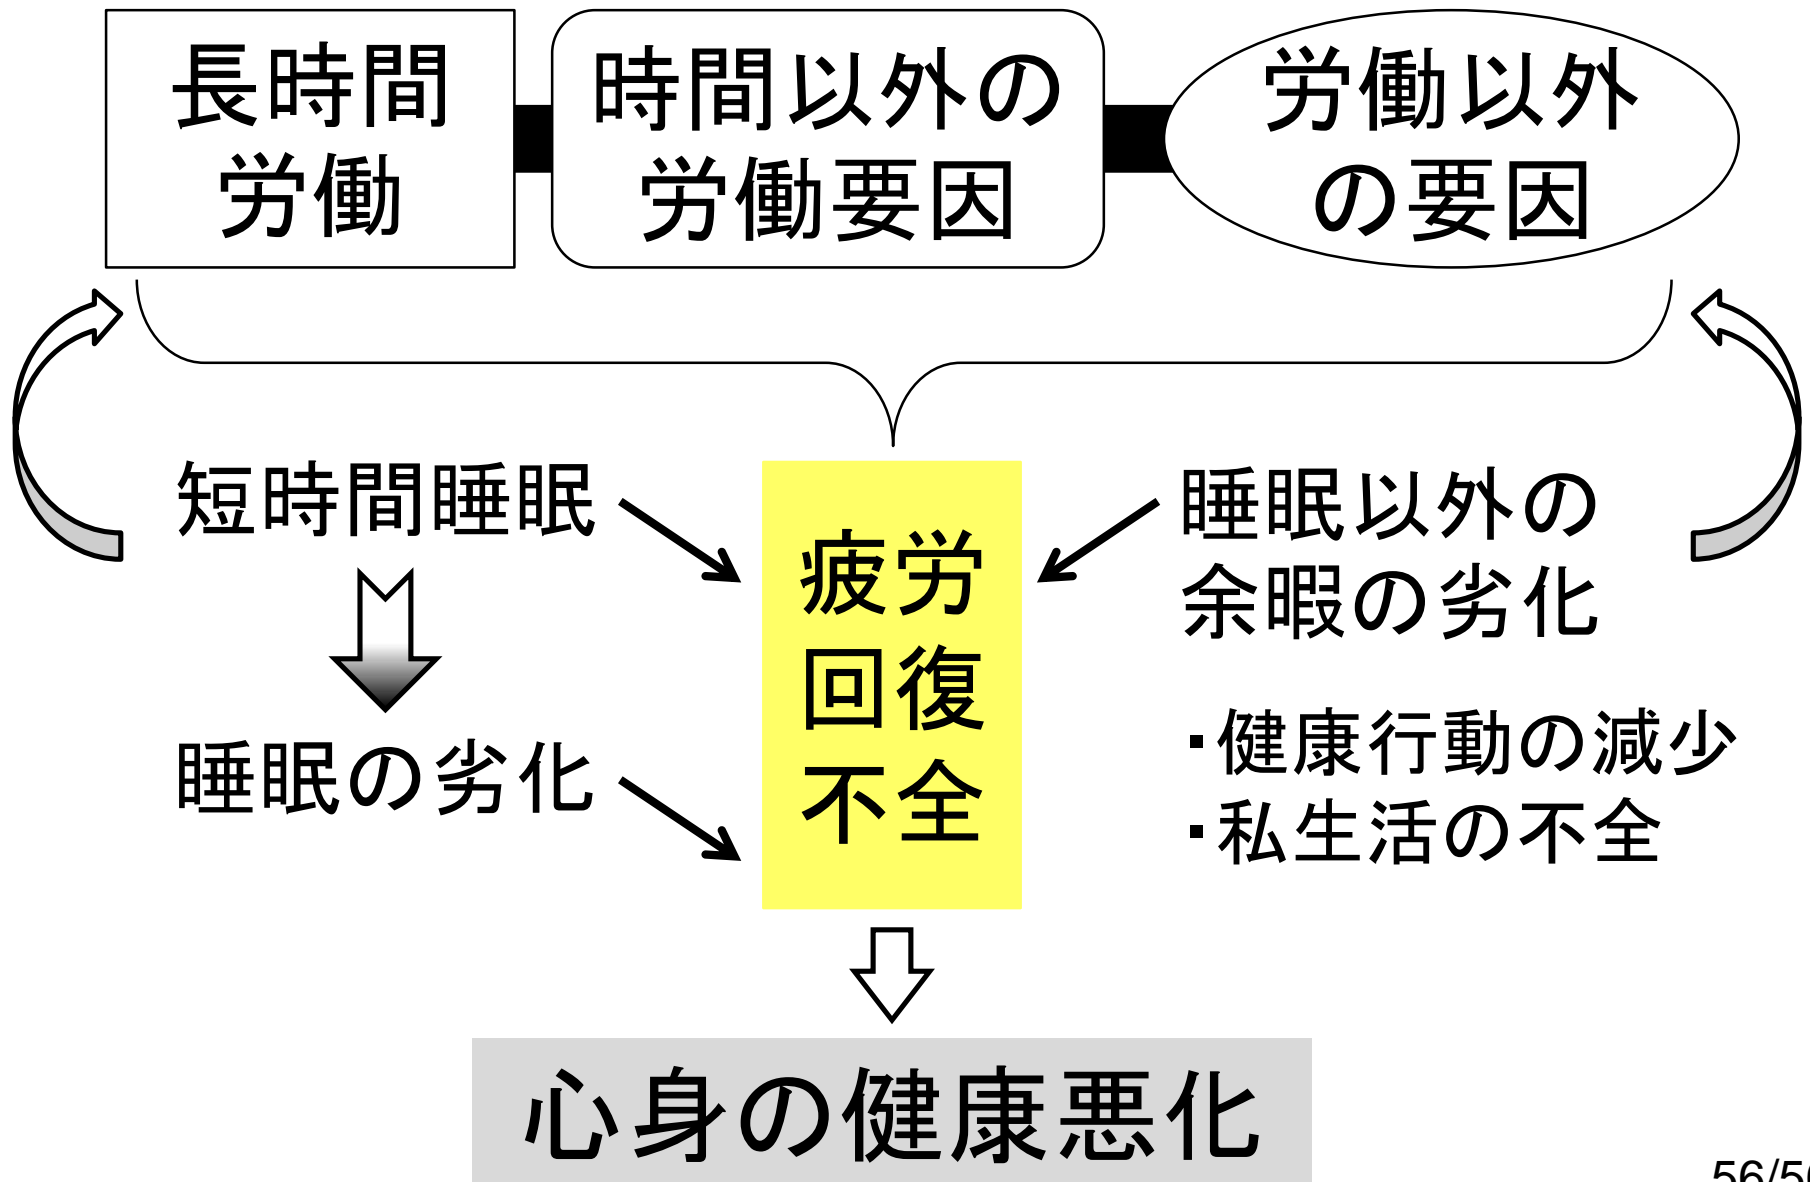 長時間
労働
時間以外の
労働要因
労働以外
の要因
短時間睡眠
睡眠の劣化
疲労
回復
不全
睡眠以外の
余暇の劣化
・健康行動の減少
・私生活の不全
心身の健康悪化